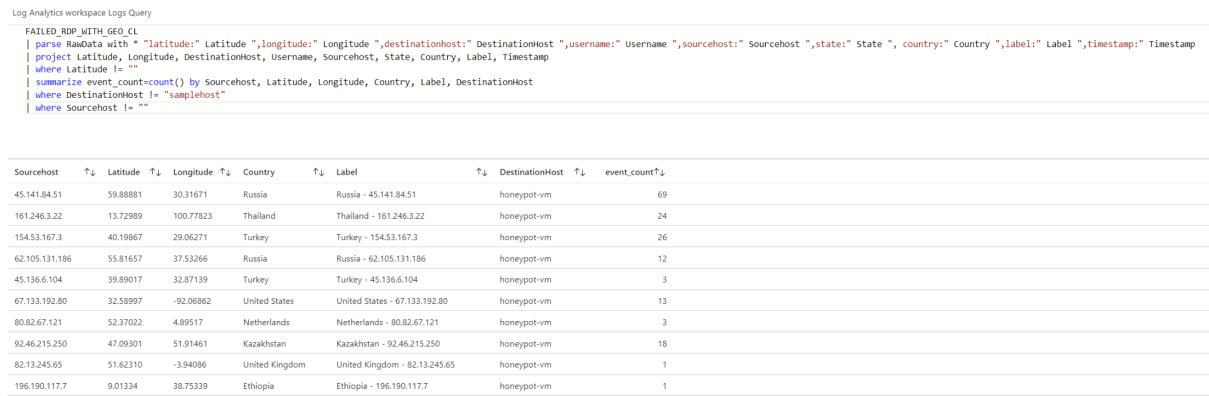 Log Analytics workspace Logs Query
FAILED_RDP_WITH_GEO_CL
| parse RawData with * "latitude:" Latitude ",longitude:" Longitude ",destinationhost:" DestinationHost ",username:" Username ",sourcehost:" Sourcehost ",state:" State ", country:" Country ",label:" Label ",timestamp:" Timestamp
| project Latitude, Longitude, DestinationHost, Username, Sourcehost, State, Country, Label, Timestamp
| where Latitude != ""
| summarize event_count=count() by Sourcehost, Latitude, Longitude, Country, Label, DestinationHost
| where DestinationHost != "samplehost"
| where Sourcehost != ""
Sourcehost ↑↓ Latitude ↑↓ Longitude ↑↓ Country ↑↓ Label ↑↓ DestinationHost ↑↓ event_count↑↓
45.141.84.51 59.88881 30.31671 Russia Russia - 45.141.84.51 honeypot-vm 69
161.246.3.22 13.72989 100.77823 Thailand Thailand - 161.246.3.22 honeypot-vm 24
154.53.167.3 40.19867 29.06271 Turkey Turkey - 154.53.167.3 honeypot-vm 26
62.105.131.186 55.81657 37.53266 Russia Russia - 62.105.131.186 honeypot-vm 12
45.136.6.104 39.89017 32.87139 Turkey Turkey - 45.136.6.104 honeypot-vm 3
67.133.192.80 32.58997 -92.06862 United States United States - 67.133.192.80 honeypot-vm 13
80.82.67.121 52.37022 4.89517 Netherlands Netherlands - 80.82.67.121 honeypot-vm 3
92.46.215.250 47.09301 51.91461 Kazakhstan Kazakhstan - 92.46.215.250 honeypot-vm 18
82.13.245.65 51.62310 -3.94086 United Kingdom United Kingdom - 82.13.245.65 honeypot-vm 1
196.190.117.7 9.01334 38.75339 Ethiopia Ethiopia - 196.190.117.7 honeypot-vm 1